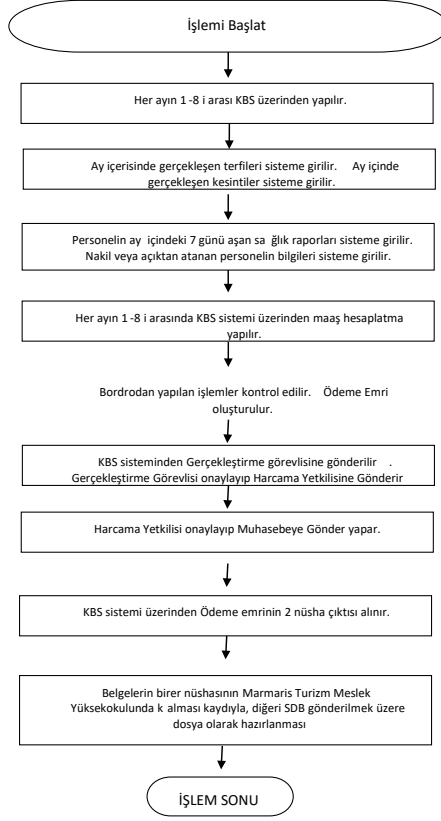 İşlemi Başlat
Her ayın 1-8 i arası KBS üzerinden yapılır.
Ay içerisinde gerçekleşen terfileri sisteme girilir. Ay içinde
gerçekleşen kesintiler sisteme girilir.
Personelin ay içindeki 7 günü aşan sa ğlık raporları sisteme girilir.
Nakil veya açıktan atanan personelin bilgileri sisteme girilir.
Her ayın 1-8 i arasında KBS sistemi üzerinden maaş hesaplatma
yapılır.
Bordrodan yapılan işlemler kontrol edilir. Ödeme Emri
oluşturulur.
KBS sisteminden Gerçekleştirme görevlisine gönderilir .
Gerçekleştirme Görevlisi onaylayıp Harcama Yetkilisine Gönderir
Harcama Yetkilisi onaylayıp Muhasebeye Gönder yapar.
KBS sistemi üzerinden Ödeme emrinin 2 nüsha çıktısı alınır.
Belgelerin birer nüshasının Marmaris Turizm Meslek
Yüksekokulunda k alması kaydıyla, diğeri SDB gönderilmek üzere
dosya olarak hazırlanması
İŞLEM SONU